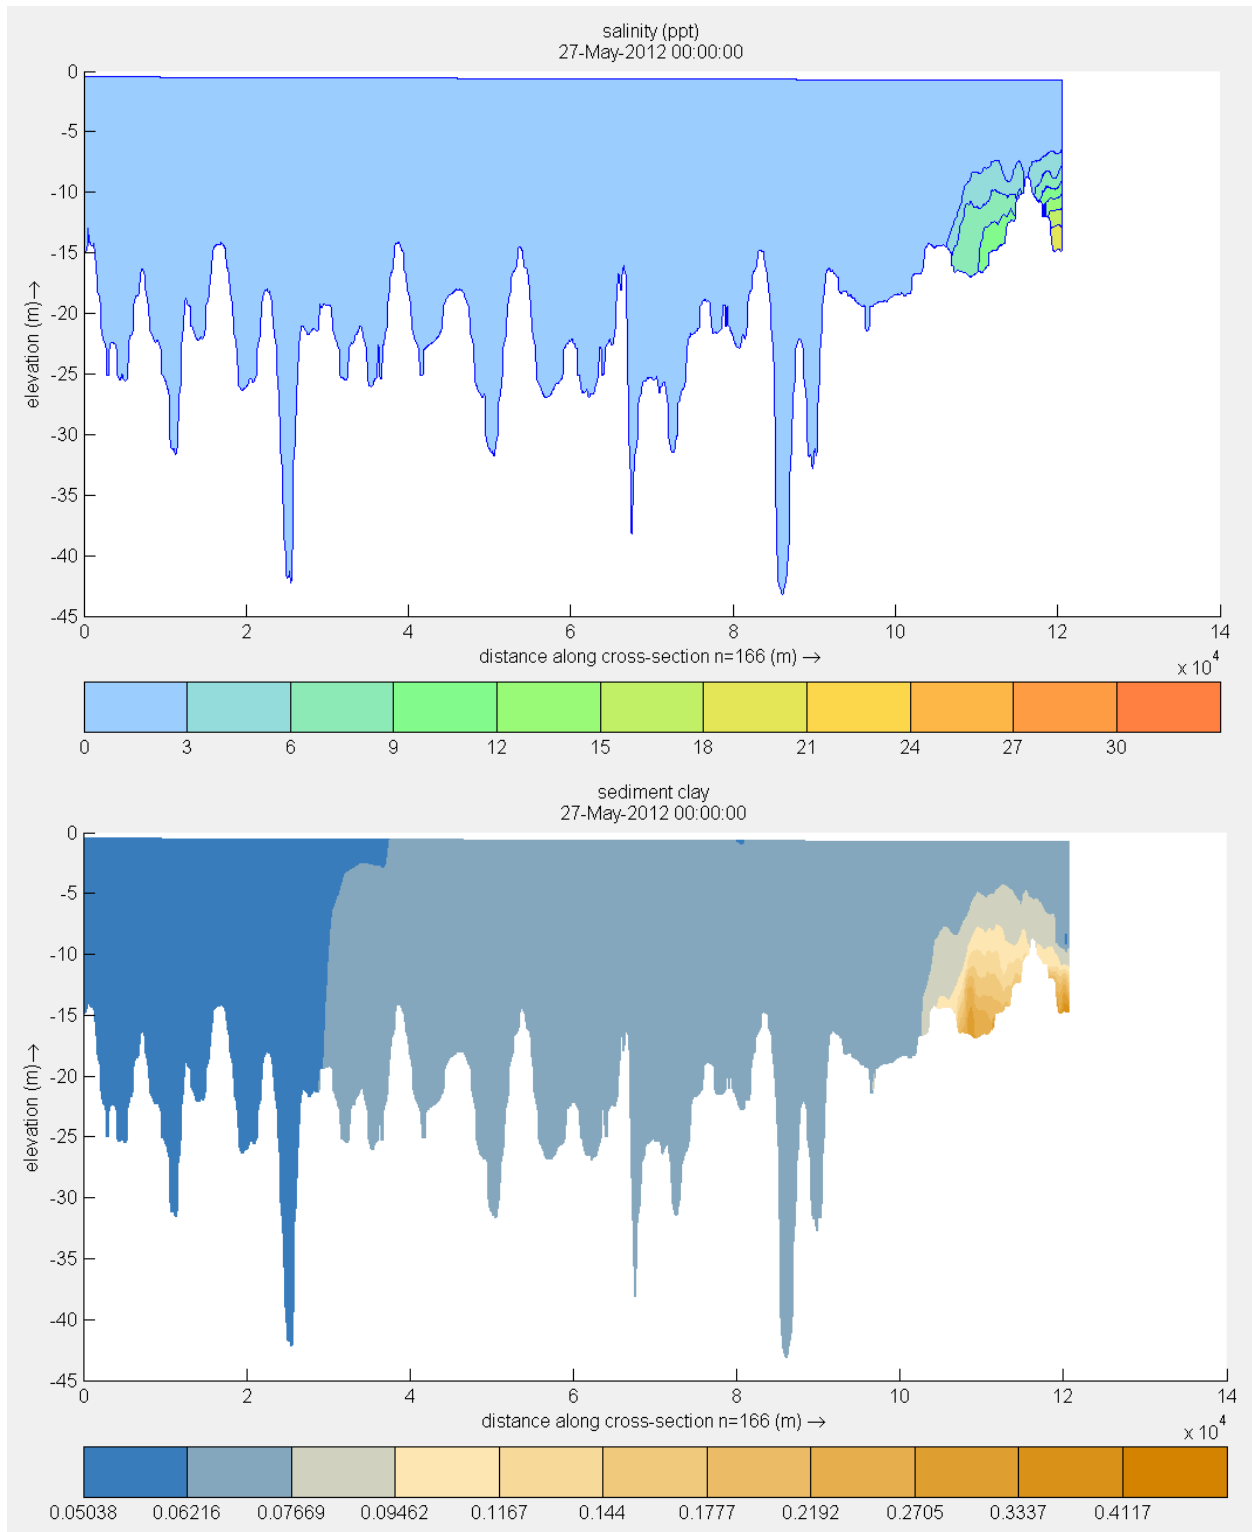 salinity (ppt)
27-May-2012 00:00:00
0
-5
-10
-15
-20
-25
-30
-35
-40
-45
elevation (m)→
0 2 4 6 8 10 12 14
distance along cross-section n=166 (m) →
x 10^4
0 3 6 9 12 15 18 21 24 27 30
sediment clay
27-May-2012 00:00:00
0
-5
-10
-15
-20
-25
-30
-35
-40
-45
elevation (m)→
0 2 4 6 8 10 12 14
distance along cross-section n=166 (m) →
x 10^4
0.05038 0.06216 0.07669 0.09462 0.1167 0.144 0.1777 0.2192 0.2705 0.3337 0.4117